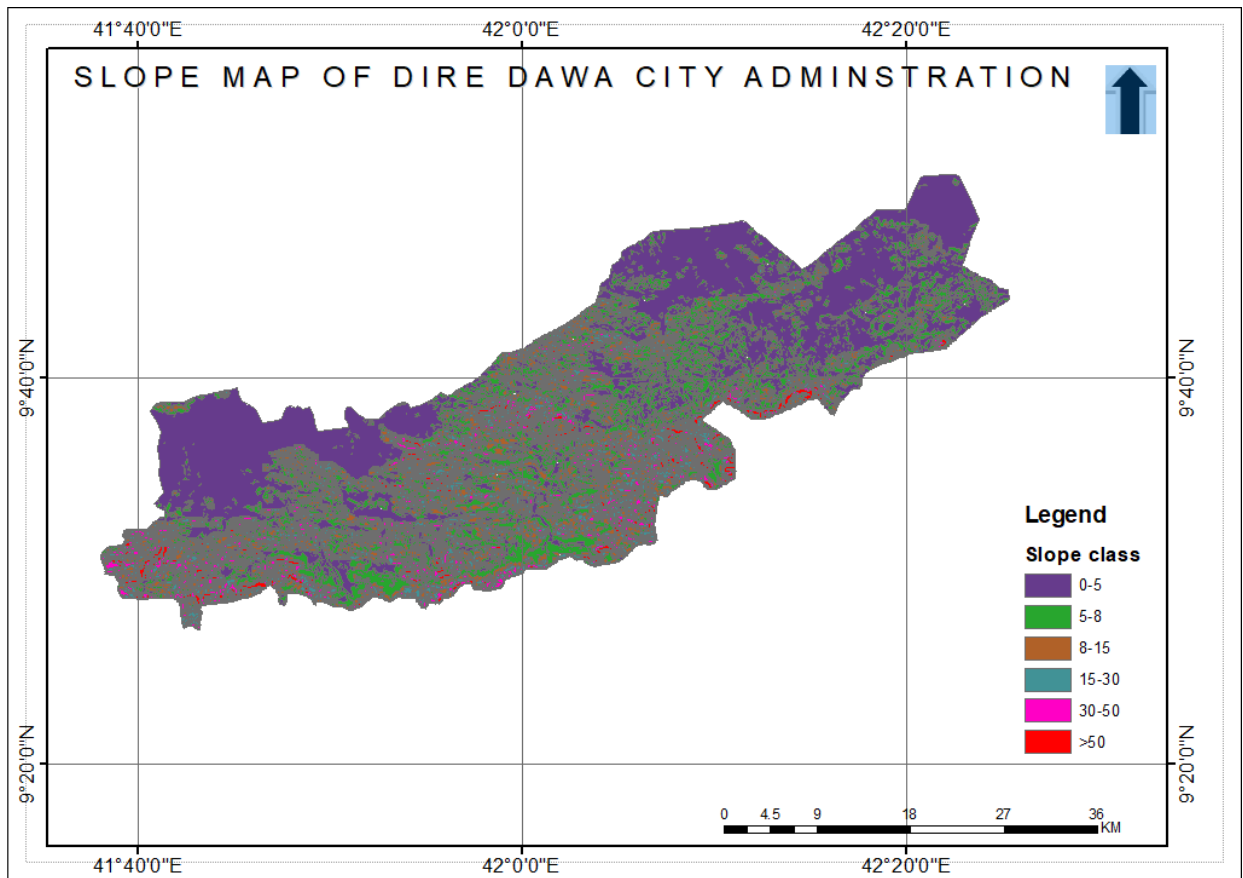 41°40'0"E 42°0'0"E 42°20'0"E
SLOPE MAP OF DIRE DAWA CITY ADMINSTRATION
9°40'0"N 9°40'0"N
Legend
Slope class
0-5
5-8
8-15
15-30
30-50
>50
9°20'0"N 9°20'0"N
0 4.5 9 18 27 36
KM
41°40'0"E 42°0'0"E 42°20'0"E